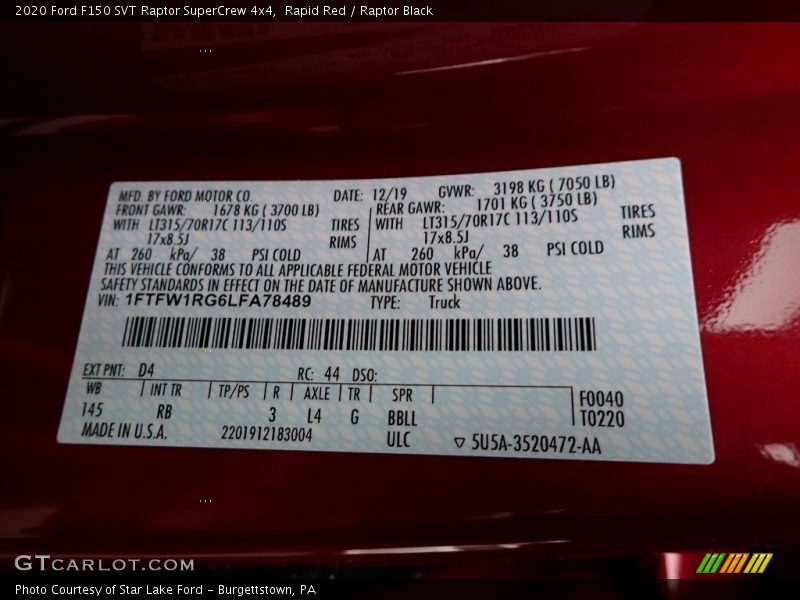 2020 Ford F150 SVT Raptor SuperCrew 4x4, Rapid Red / Raptor Black
MFD. BY FORD MOTOR CO. DATE: 12/19 GVWR: 3198 KG ( 7050 LB)
FRONT GAWR: 1678 KG ( 3700 LB) REAR GAWR: 1701 KG ( 3750 LB)
WITH LT315/70R17C 113/110S TIRES WITH LT315/70R17C 113/110S TIRES
17x8.5J RIMS 17x8.5J RIMS
AT 260 kPa/ 38 PSI COLD AT 260 kPa/ 38 PSI COLD
THIS VEHICLE CONFORMS TO ALL APPLICABLE FEDERAL MOTOR VEHICLE
SAFETY STANDARDS IN EFFECT ON THE DATE OF MANUFACTURE SHOWN ABOVE.
VIN: 1FTFW1RG6LFA78489 TYPE: Truck
EXT PNT: D4 RC: 44 DSO:
WB INT TR TP/PS R AXLE TR SPR F0040
145 RB 3 L4 G BBLL T0220
MADE IN U.S.A. 2201912183004 ULC ▽ 5U5A-3520472-AA
GTCARLOT.COM
Photo Courtesy of Star Lake Ford - Burgettstown, PA